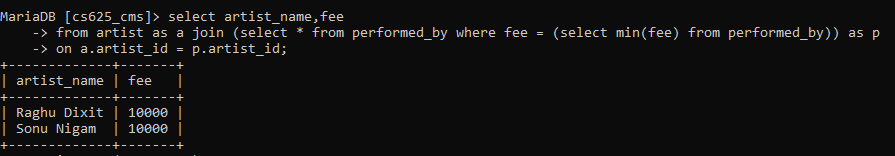 MariaDB [cs625_cms]> select artist_name,fee
    -> from artist as a join (select * from performed_by where fee = (select min(fee) from performed_by)) as p
    -> on a.artist_id = p.artist_id;
+-------------+-------+
| artist_name | fee   |
+-------------+-------+
| Raghu Dixit | 10000 |
| Sonu Nigam  | 10000 |
+-------------+-------+